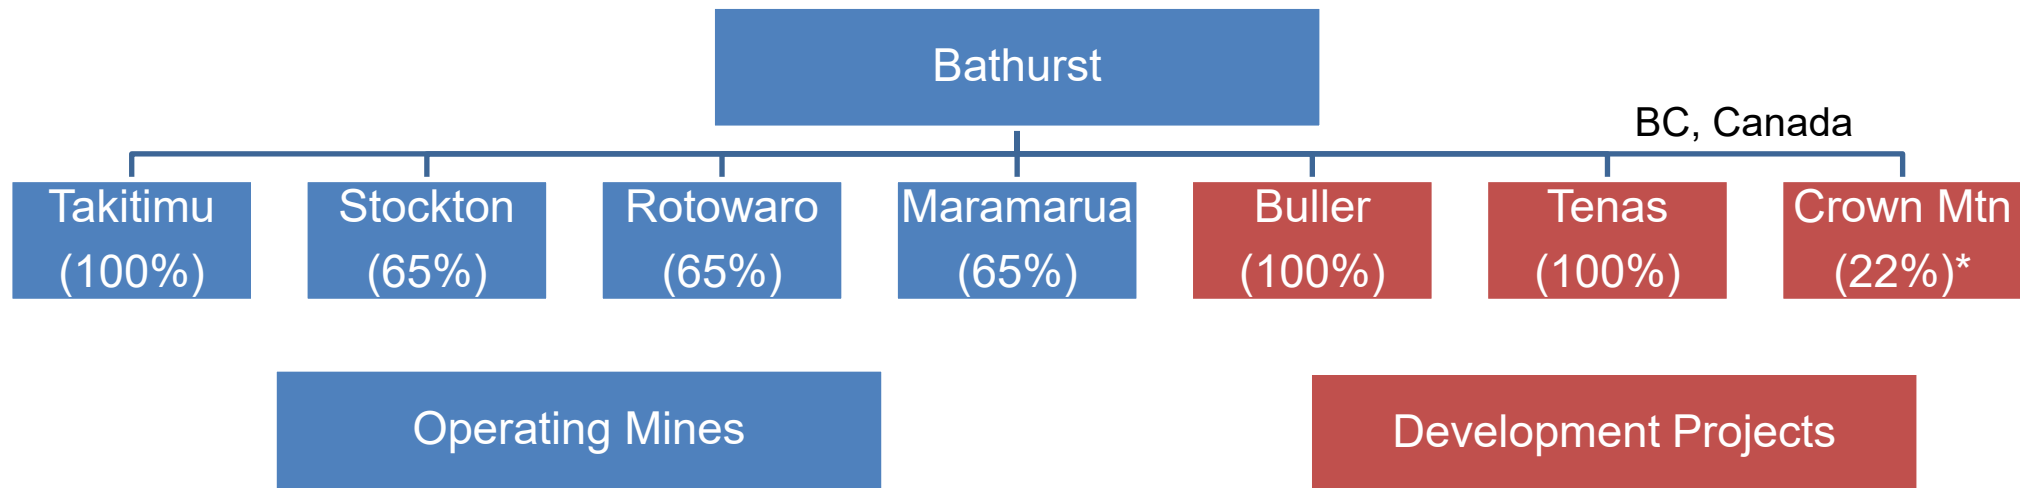 Bathurst
BC, Canada
Takitimu
(100%)
Stockton
(65%)
Rotowaro
(65%)
Maramarua
(65%)
Buller
(100%)
Tenas
(100%)
Crown Mtn
(22%)*
Operating Mines
Development Projects